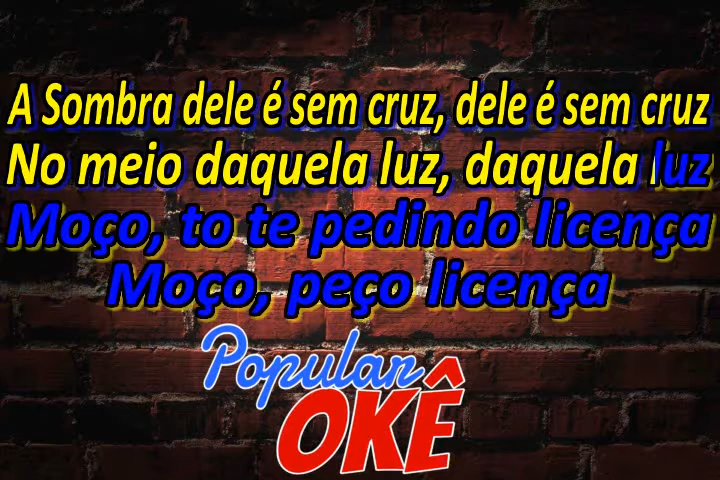 A Sombra dele é sem cruz, dele é sem cruz
No meio daquela luz, daquela luz
Moço, to te pedindo licença
Moço, peço licença
Popular
OKÊ